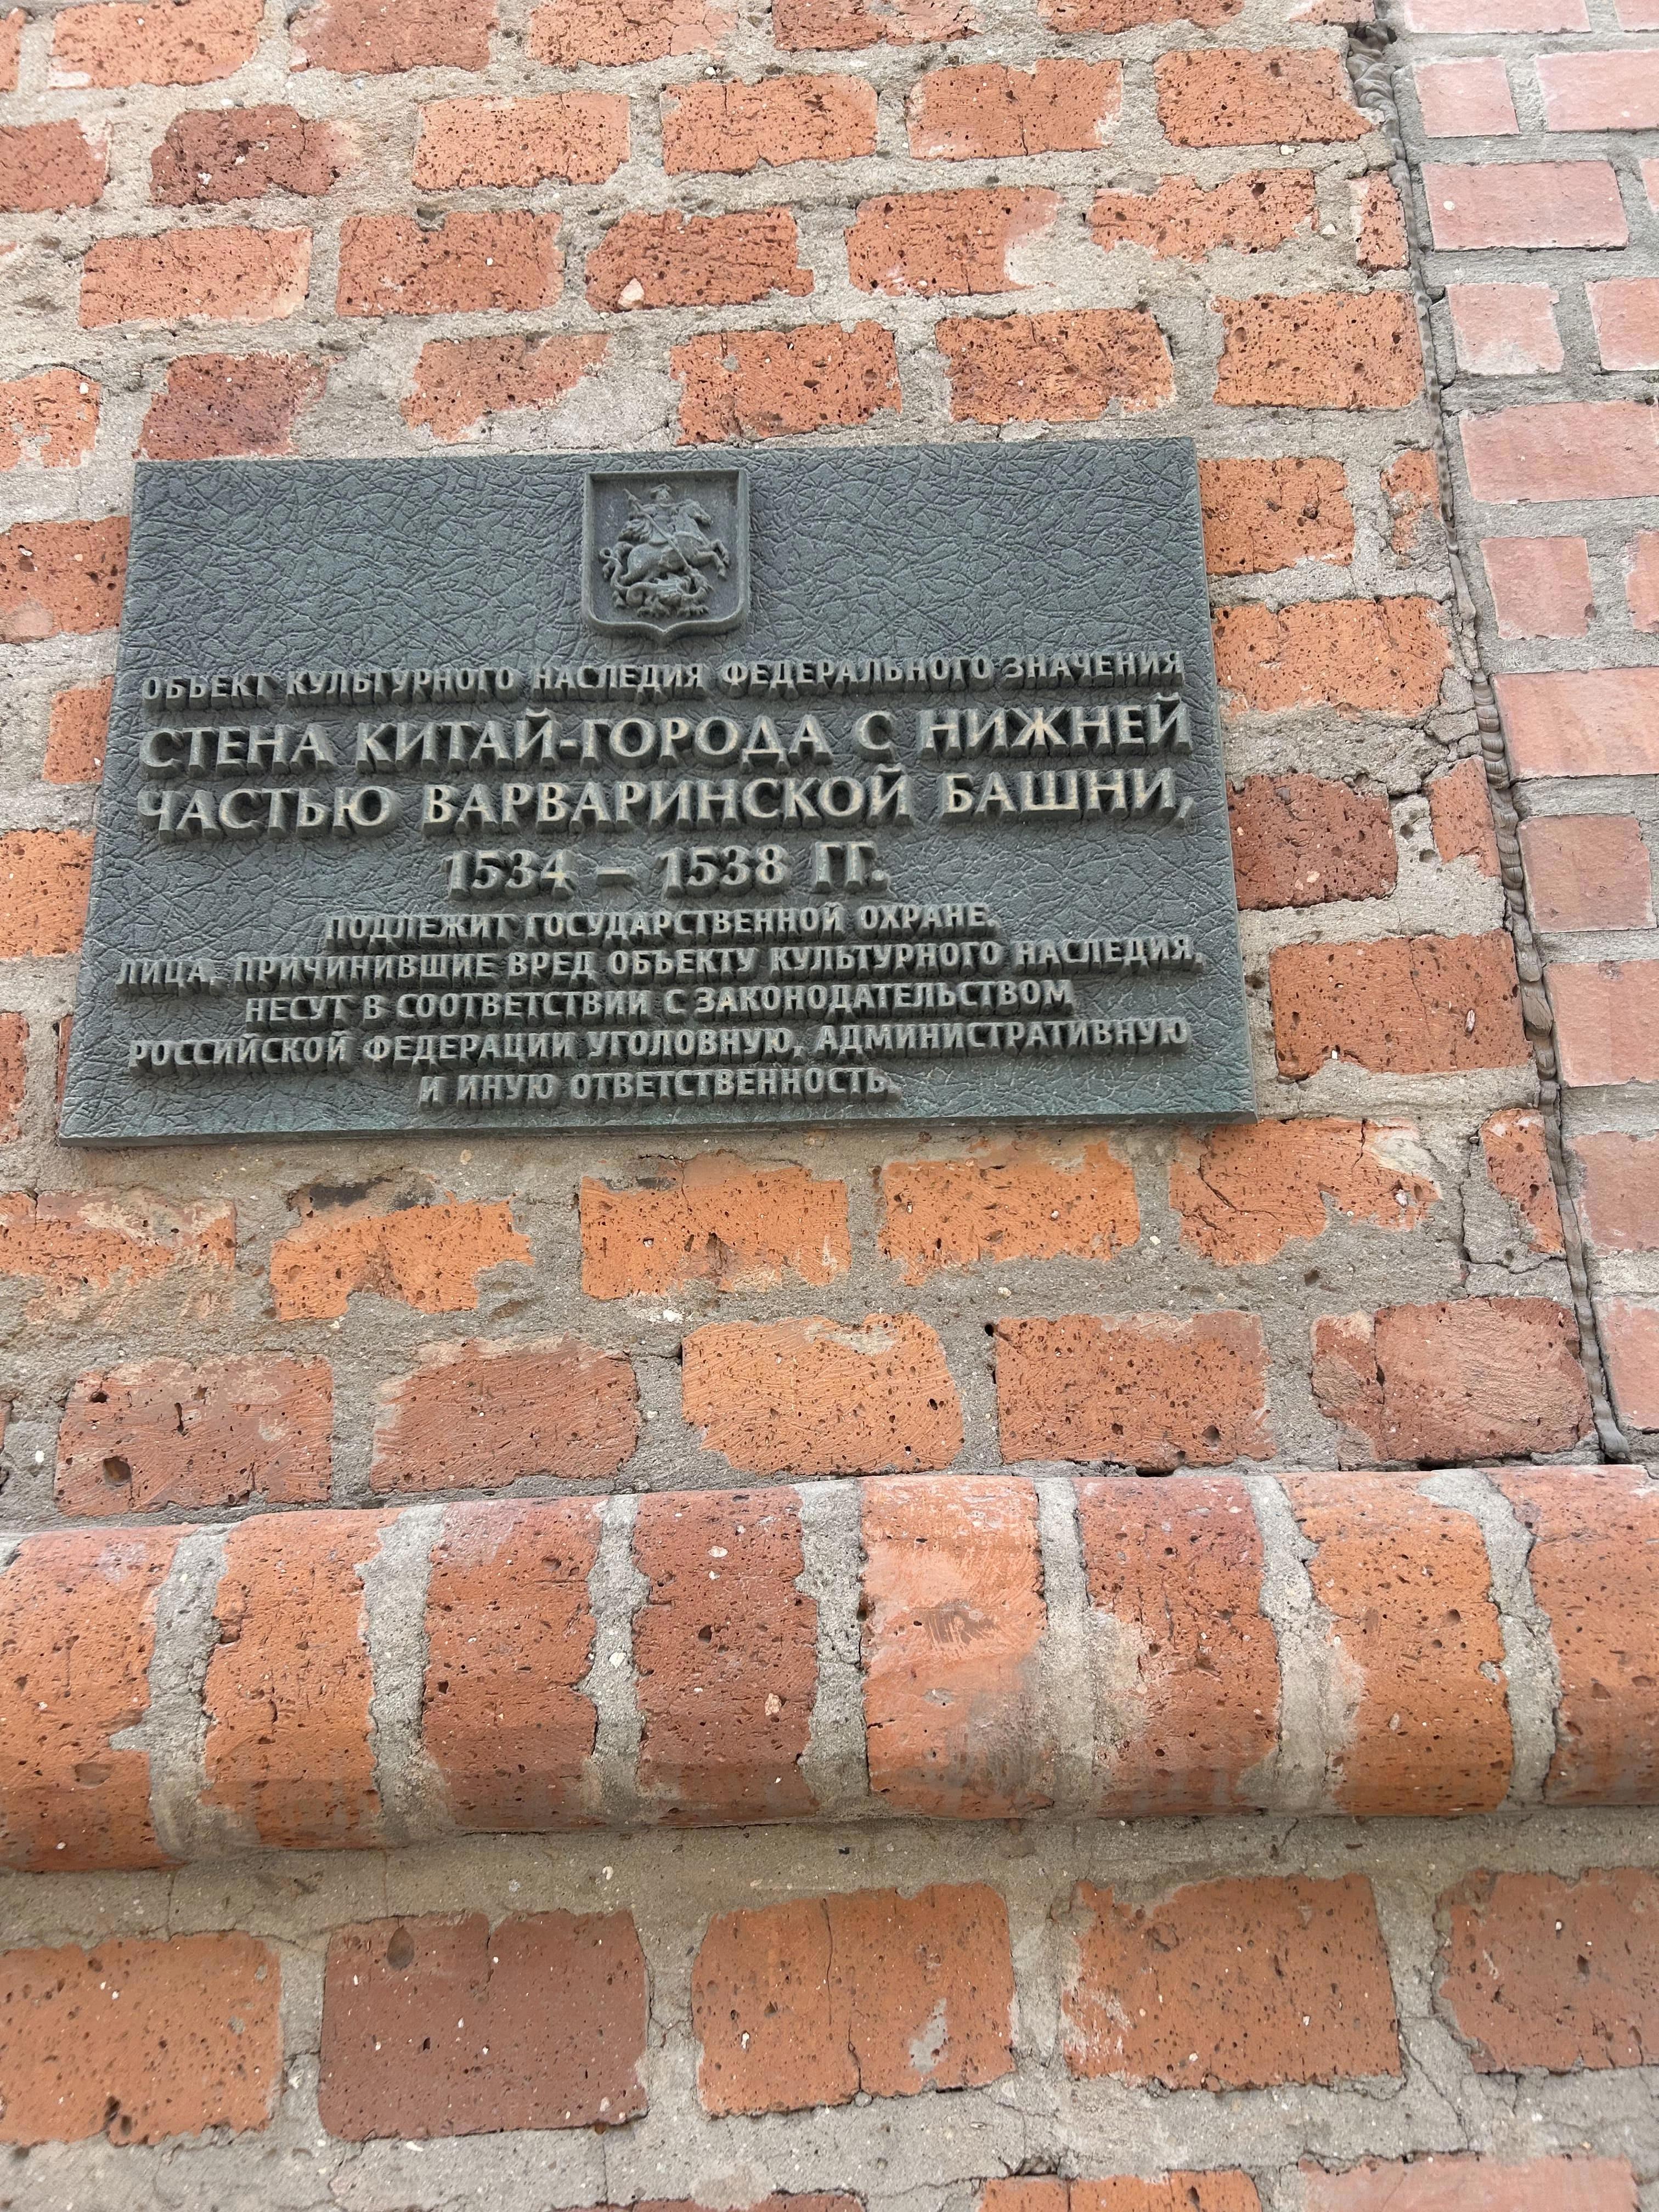 ОБЪЕКТ КУЛЬТУРНОГО НАСЛЕДИЯ ФЕДЕРАЛЬНОГО ЗНАЧЕНИЯ
СТЕНА КИТАЙ-ГОРОДА С НИЖНЕЙ
ЧАСТЬЮ ВАРВАРИНСКОЙ БАШНИ,
1534 – 1538 ГГ.
ПОДЛЕЖИТ ГОСУДАРСТВЕННОЙ ОХРАНЕ.
ЛИЦА, ПРИЧИНИВШИЕ ВРЕД ОБЪЕКТУ КУЛЬТУРНОГО НАСЛЕДИЯ,
НЕСУТ В СООТВЕТСТВИИ С ЗАКОНОДАТЕЛЬСТВОМ
РОССИЙСКОЙ ФЕДЕРАЦИИ УГОЛОВНУЮ, АДМИНИСТРАТИВНУЮ
И ИНУЮ ОТВЕТСТВЕННОСТЬ.